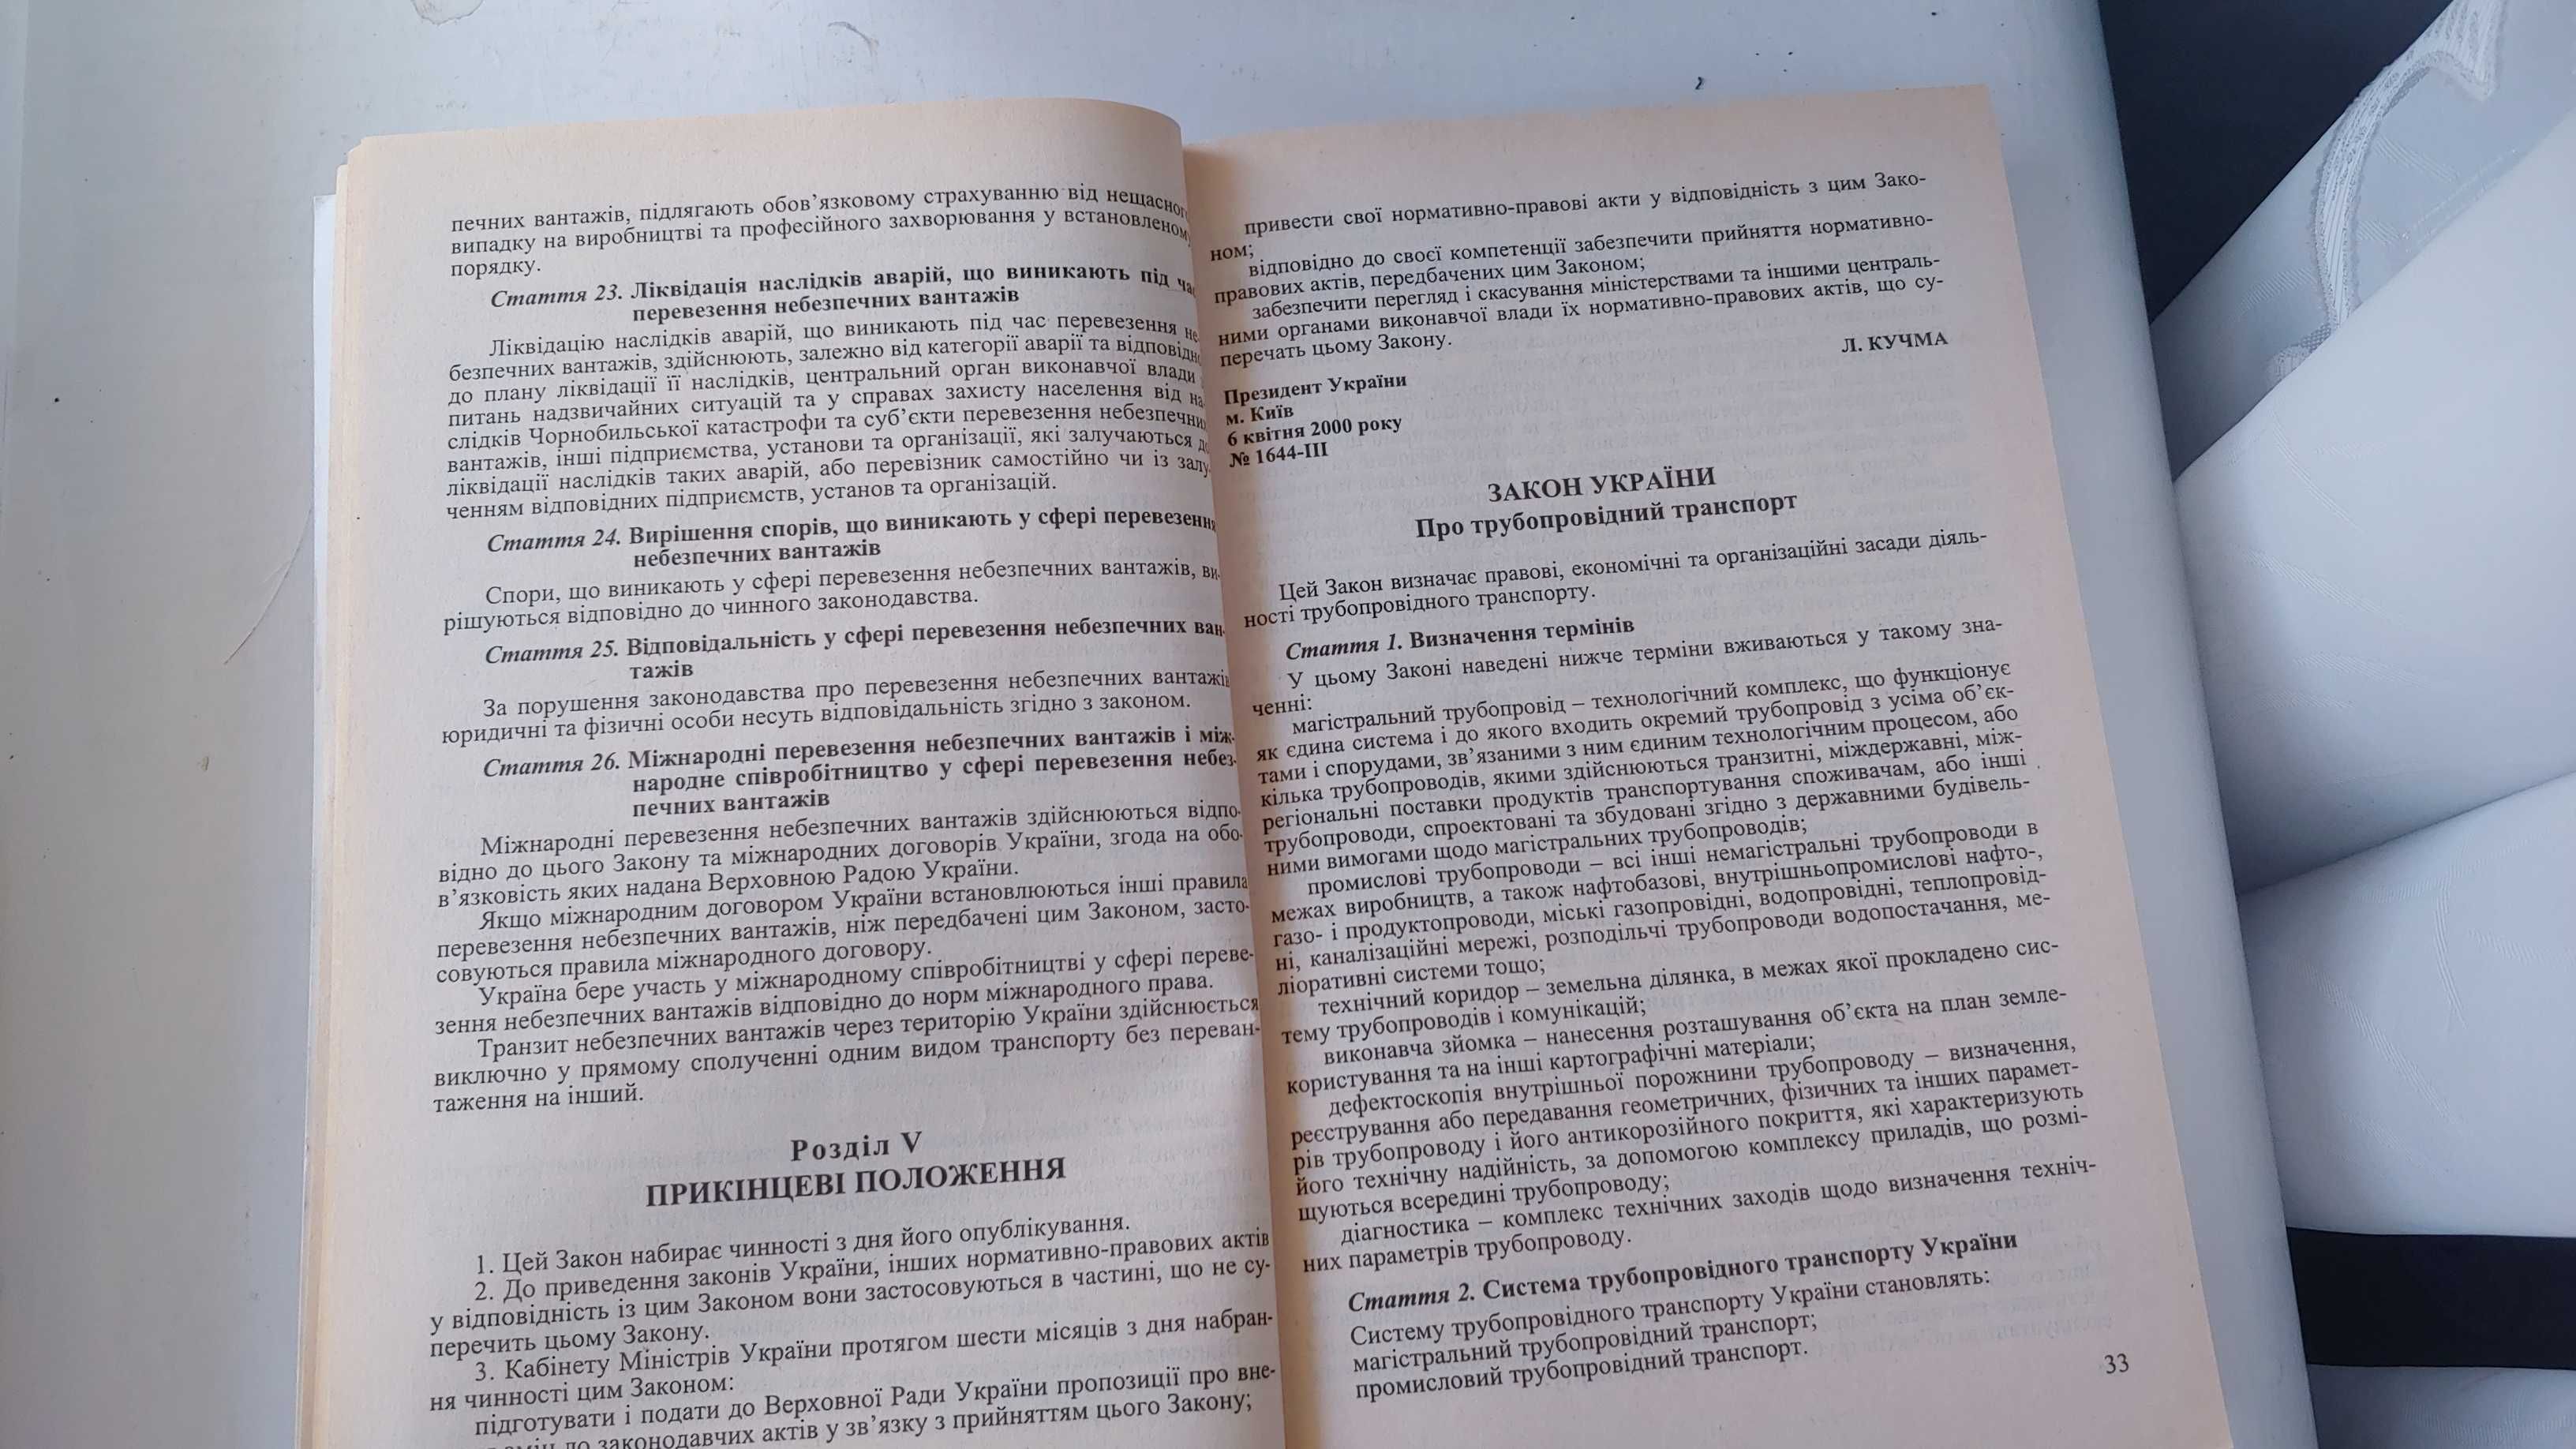 печних вантажів, підлягають обов’язковому страхуванню від нещасного
випадку на виробництві та професійного захворювання у встановленому
порядку.
Стаття 23. Ліквідація наслідків аварій, що виникають під час
перевезення небезпечних вантажів
Ліквідацію наслідків аварій, що виникають під час перевезення не-
безпечних вантажів, здійснюють, залежно від категорії аварії та відповідно
до плану ліквідації її наслідків, центральний орган виконавчої влади
питань надзвичайних ситуацій та у справах захисту населення від на-
слідків Чорнобильської катастрофи та суб’єкти перевезення небезпечних
вантажів, інші підприємства, установи та організації, які залучаються до
ліквідації наслідків таких аварій, або перевізник самостійно чи із залу-
ченням відповідних підприємств, установ та організацій.
Стаття 24. Вирішення спорів, що виникають у сфері перевезення
небезпечних вантажів
Спори, що виникають у сфері перевезення небезпечних вантажів, ви-
рішуються відповідно до чинного законодавства.
Стаття 25. Відповідальність у сфері перевезення небезпечних ван-
тажів
За порушення законодавства про перевезення небезпечних вантажів
юридичні та фізичні особи несуть відповідальність згідно з законом.
Стаття 26. Міжнародні перевезення небезпечних вантажів і між-
народне співробітництво у сфері перевезення небез-
печних вантажів
Міжнародні перевезення небезпечних вантажів здійснюються відпо-
відно до цього Закону та міжнародних договорів України, згода на обо-
в’язковість яких надана Верховною Радою України.
Якщо міжнародним договором України встановлюються інші правила
перевезення небезпечних вантажів, ніж передбачені цим Законом, засто-
совуються правила міжнародного договору.
Україна бере участь у міжнародному співробітництві у сфері переве-
зення небезпечних вантажів відповідно до норм міжнародного права.
Транзит небезпечних вантажів через територію України здійснюється
виключно у прямому сполученні одним видом транспорту без переван-
таження на інший.
Розділ V
ПРИКІНЦЕВІ ПОЛОЖЕННЯ
1. Цей Закон набирає чинності з дня його опублікування.
2. До приведення законів України, інших нормативно-правових актів
у відповідність із цим Законом вони застосовуються в частині, що не су-
перечить цьому Закону.
3. Кабінету Міністрів України протягом шести місяців з дня набран-
ня чинності цим Законом:
підготувати і подати до Верховної Ради України пропозиції про вне-
до законодавчих актів у зв’язку з прийняттям цього Закону;
привести свої нормативно-правові акти у відповідність з цим Зако-
ном;
відповідно до своєї компетенції забезпечити прийняття нормативно-
правових актів, передбачених цим Законом;
забезпечити перегляд і скасування міністерствами та іншими централь-
ними органами виконавчої влади їх нормативно-правових актів, що су-
перечать цьому Закону.
Л. КУЧМА
Президент України
м. Київ
6 квітня 2000 року
№ 1644-III
ЗАКОН УКРАЇНИ
Про трубопровідний транспорт
Цей Закон визначає правові, економічні та організаційні засади діяль-
ності трубопровідного транспорту.
Стаття 1. Визначення термінів
У цьому Законі наведені нижче терміни вживаються у такому зна-
ченні:
магістральний трубопровід – технологічний комплекс, що функціонує
як єдина система і до якого входить окремий трубопровід з усіма об’єк-
тами і спорудами, зв’язаними з ним єдиним технологічним процесом, або
кілька трубопроводів, якими здійснюються транзитні, міждержавні, між-
регіональні поставки продуктів транспортування споживачам, або інші
трубопроводи, спроектовані та збудовані згідно з державними будівель-
ними вимогами щодо магістральних трубопроводів;
промислові трубопроводи – всі інші немагістральні трубопроводи в
межах виробництв, а також нафтобазові, внутрішньопромислові нафто-,
газо- і продуктопроводи, міські газопровідні, водопровідні, теплопровід-
ні, каналізаційні мережі, розподільчі трубопроводи водопостачання, ме-
ліоративні системи тощо;
технічний коридор – земельна ділянка, в межах якої прокладено сис-
тему трубопроводів і комунікацій;
виконавча зйомка – нанесення розташування об’єкта на план земле-
користування та на інші картографічні матеріали;
дефектоскопія внутрішньої порожнини трубопроводу – визначення,
реєстрування або передавання геометричних, фізичних та інших парамет-
рів трубопроводу і його антикорозійного покриття, які характеризують
його технічну надійність, за допомогою комплексу приладів, що розмі-
щуються всередині трубопроводу;
діагностика – комплекс технічних заходів щодо визначення техніч-
них параметрів трубопроводу.
Стаття 2. Система трубопровідного транспорту України
Систему трубопровідного транспорту України становлять:
магістральний трубопровідний транспорт;
промисловий трубопровідний транспорт.
33